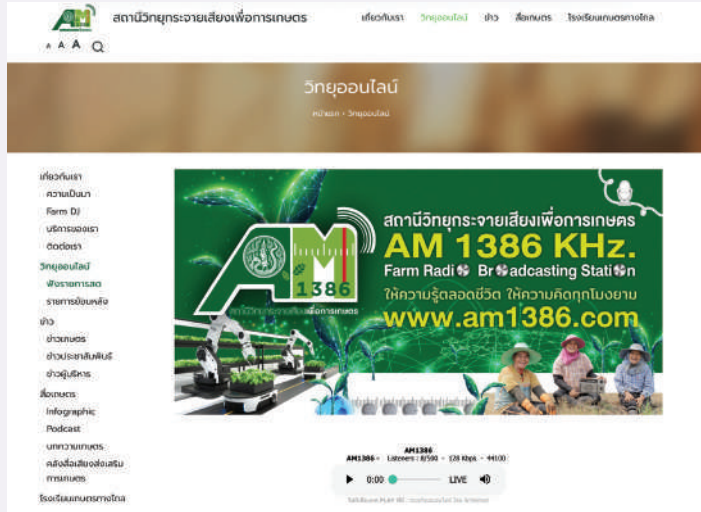 AM
สถานีวิทยุกระจายเสียงเพื่อการเกษตร
เกี่ยวกับเรา วิทยุออนไลน์ ข่าว สื่อเกษตร โรงเรียนเกษตรทางไกล
A A A
วิทยุออนไลน์
หน้าแรก › วิทยุออนไลน์
เกี่ยวกับเรา
ความเป็นมา
Farm DJ
บริการของเรา
ติดต่อเรา
วิทยุออนไลน์
ฟังรายการสด
รายการย้อนหลัง
ข่าว
ข่าวเกษตร
ข่าวประชาสัมพันธ์
ข่าวผู้บริหาร
สื่อเกษตร
Infographic
Podcast
บทความเกษตร
คลังสื่อเสียงส่งเสริม
การเกษตร
โรงเรียนเกษตรทางไกล
AM
1386
สถานีวิทยุกระจายเสียงเพื่อการเกษตร
สถานีวิทยุกระจายเสียงเพื่อการเกษตร
AM 1386 KHz.
Farm Radio Broadcasting Station
ให้ความรู้ตลอดชีวิต ให้ความคิดทุกโมงยาม
www.am1386.com
AM1386
AM1386 - Listeners : 8/500 - 128 Kbps - 44100
0:00 LIVE